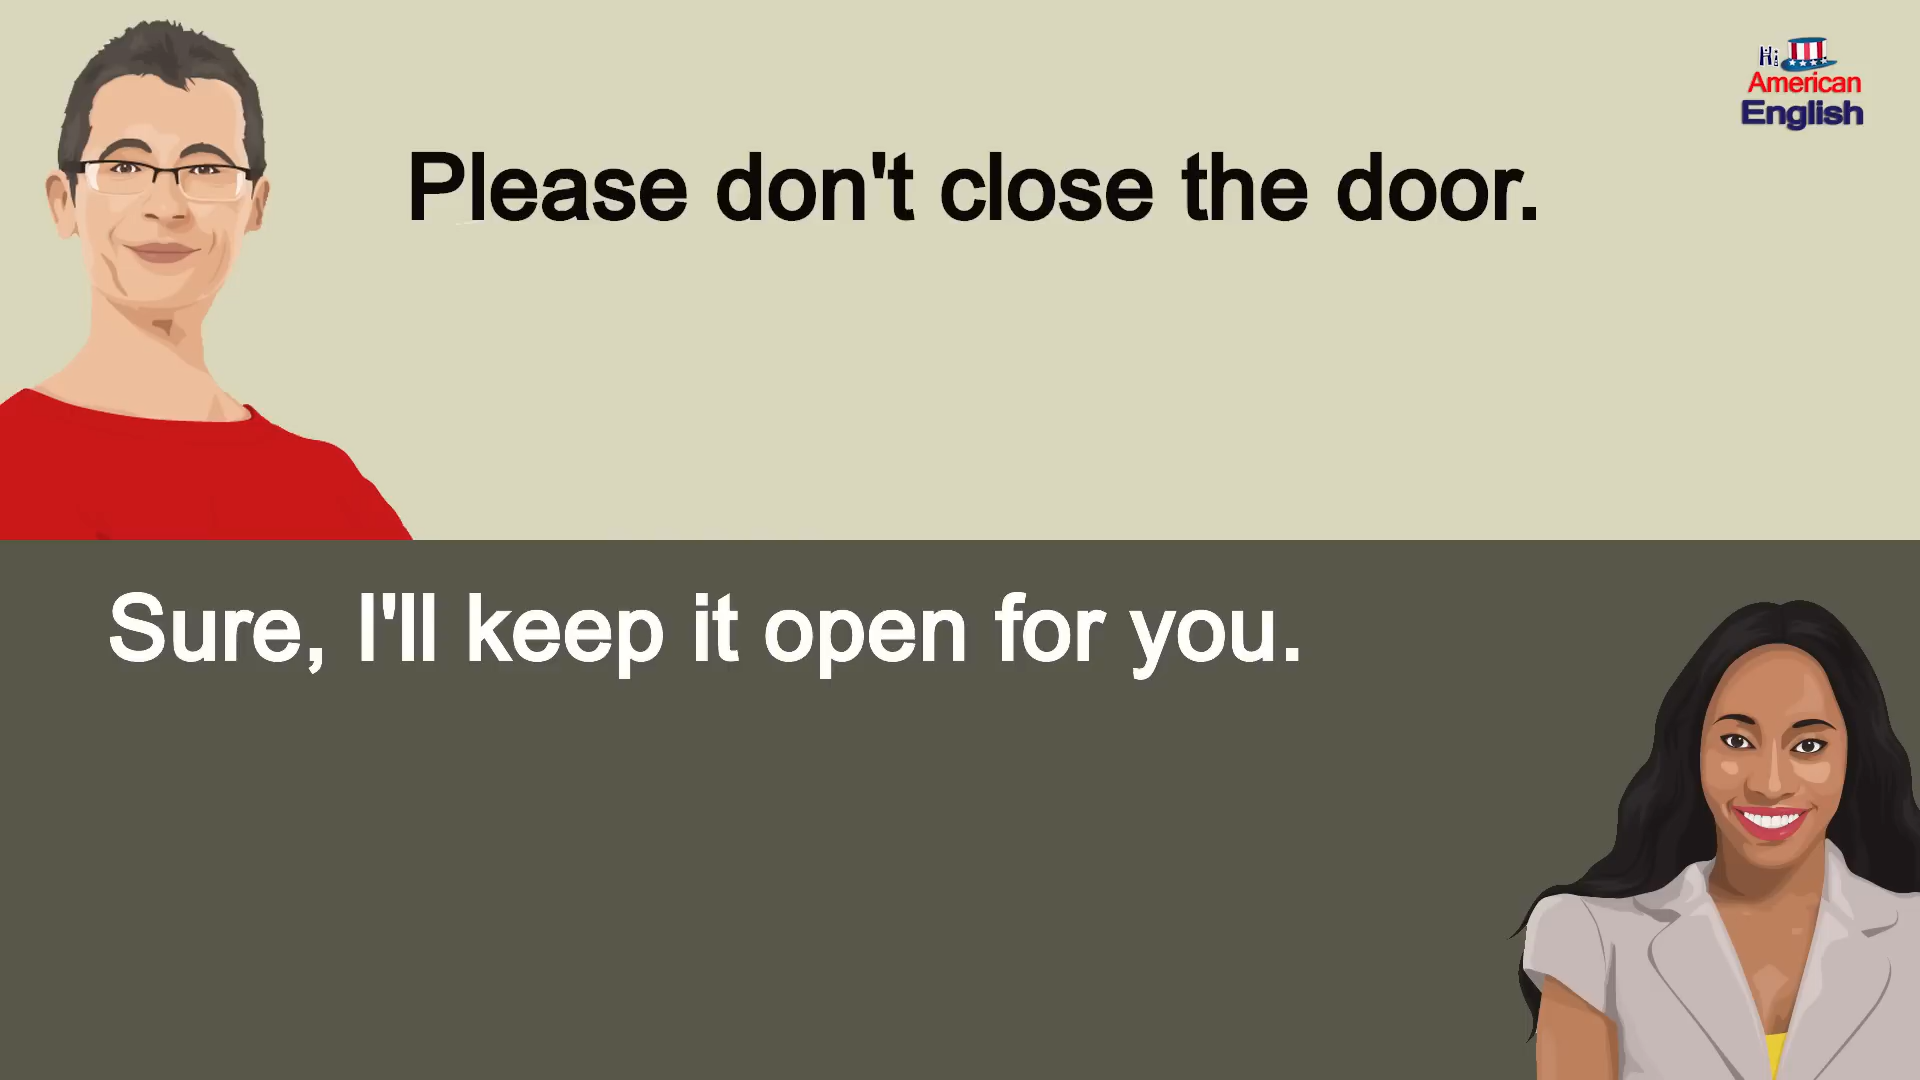 Hi
American
English
Please don't close the door.
Sure, I'll keep it open for you.